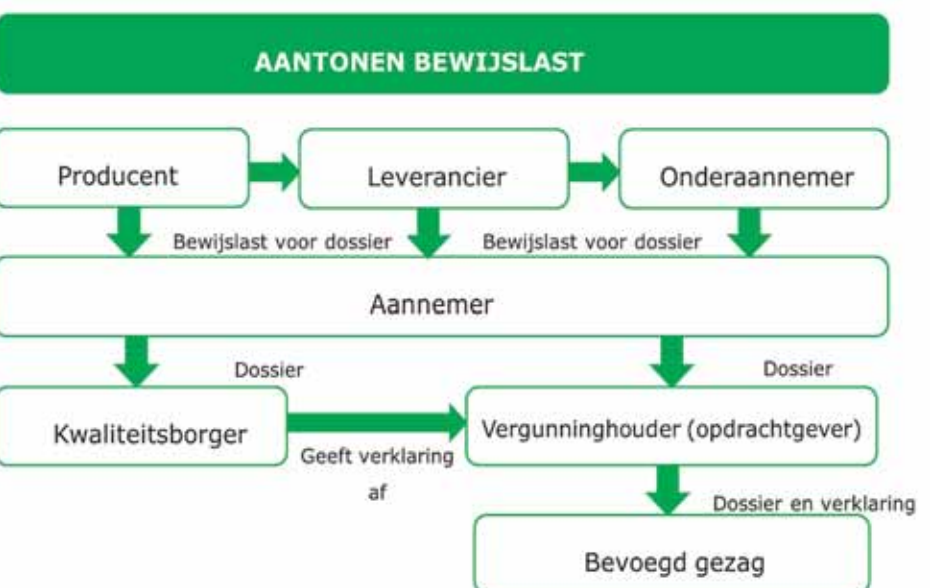 AANTONEN BEWIJSLAST
Producent
Leverancier
Onderaannemer
Bewijslast voor dossier
Bewijslast voor dossier
Aannemer
Dossier
Dossier
Kwaliteitsborger
Geeft verklaring
af
Vergunninghouder (opdrachtgever)
Dossier en verklaring
Bevoegd gezag